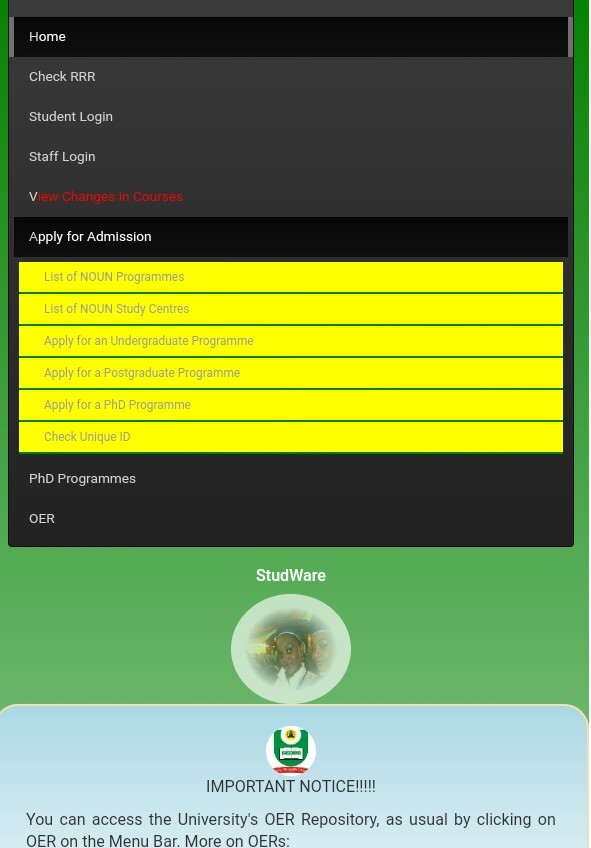 Home
Check RRR
Student Login
Staff Login
View Changes in Courses
Apply for Admission
List of NOUN Programmes
List of NOUN Study Centres
Apply for an Undergraduate Programme
Apply for a Postgraduate Programme
Apply for a PhD Programme
Check Unique ID
PhD Programmes
OER
StudWare
IMPORTANT NOTICE!!!!!
You can access the University's OER Repository, as usual by clicking on
OER on the Menu Bar. More on OERs: